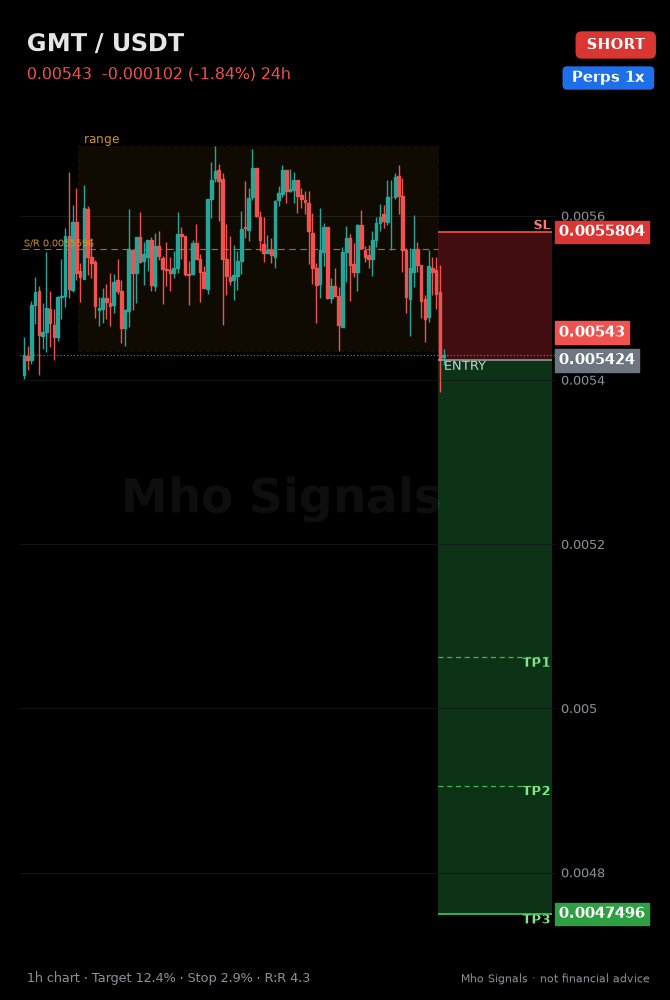 GMT / USDT
SHORT
0.00543 -0.000102 (-1.84%) 24h
Perps 1x
range
0.0056
SL
0.0055804
S/R 0.0055596
0.00543
0.005424
ENTRY
0.0054
Mho Signals
0.0052
TP1
0.005
TP2
0.0048
TP3
0.0047496
1h chart · Target 12.4% · Stop 2.9% · R:R 4.3
Mho Signals · not financial advice